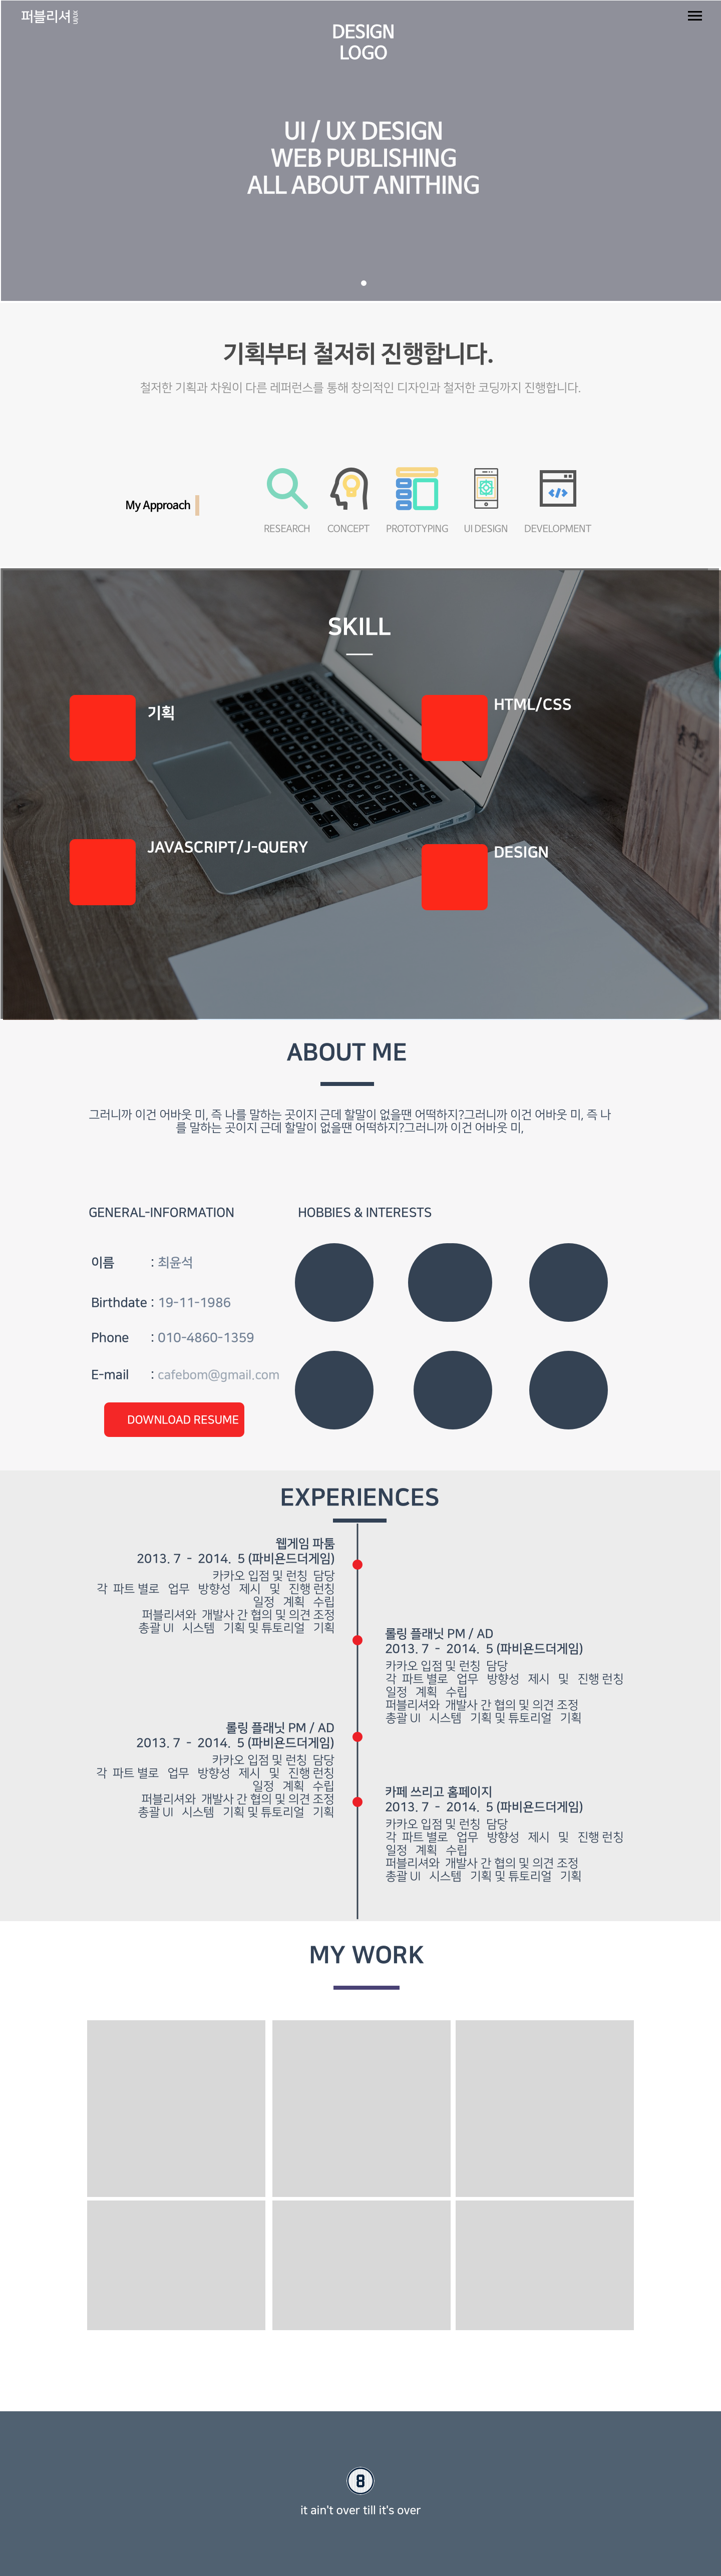 퍼블리셔
UI/UX
DESIGN
LOGO
UI / UX DESIGN
WEB PUBLISHING
ALL ABOUT ANITHING
기획부터 철저히 진행합니다.
철저한 기획과 차원이 다른 레퍼런스를 통해 창의적인 디자인과 철저한 코딩까지 진행합니다.
My Approach
RESEARCH
CONCEPT
PROTOTYPING
UI DESIGN
DEVELOPMENT
SKILL
기획
HTML/CSS
JAVASCRIPT/J-QUERY
DESIGN
ABOUT ME
그러니까 이건 어바웃 미, 즉 나를 말하는 곳이지 근데 할말이 없을땐 어떡하지?그러니까 이건 어바웃 미, 즉 나
를 말하는 곳이지 근데 할말이 없을땐 어떡하지?그러니까 이건 어바웃 미,
GENERAL-INFORMATION
이름 : 최윤석
Birthdate : 19-11-1986
Phone : 010-4860-1359
E-mail : cafebom@gmail.com
DOWNLOAD RESUME
HOBBIES & INTERESTS
EXPERIENCES
웹게임 파툼
2013. 7 - 2014. 5 (파비욘드더게임)
카카오 입점 및 런칭 담당
각 파트 별로 업무 방향성 제시 및 진행 런칭
일정 계획 수립
퍼블리셔와 개발사 간 협의 및 의견 조정
총괄 UI 시스템 기획 및 튜토리얼 기획
롤링 플래닛 PM / AD
2013. 7 - 2014. 5 (파비욘드더게임)
카카오 입점 및 런칭 담당
각 파트 별로 업무 방향성 제시 및 진행 런칭
일정 계획 수립
퍼블리셔와 개발사 간 협의 및 의견 조정
총괄 UI 시스템 기획 및 튜토리얼 기획
롤링 플래닛 PM / AD
2013. 7 - 2014. 5 (파비욘드더게임)
카카오 입점 및 런칭 담당
각 파트 별로 업무 방향성 제시 및 진행 런칭
일정 계획 수립
퍼블리셔와 개발사 간 협의 및 의견 조정
총괄 UI 시스템 기획 및 튜토리얼 기획
카페 쓰리고 홈페이지
2013. 7 - 2014. 5 (파비욘드더게임)
카카오 입점 및 런칭 담당
각 파트 별로 업무 방향성 제시 및 진행 런칭
일정 계획 수립
퍼블리셔와 개발사 간 협의 및 의견 조정
총괄 UI 시스템 기획 및 튜토리얼 기획
MY WORK
8
it ain't over till it's over